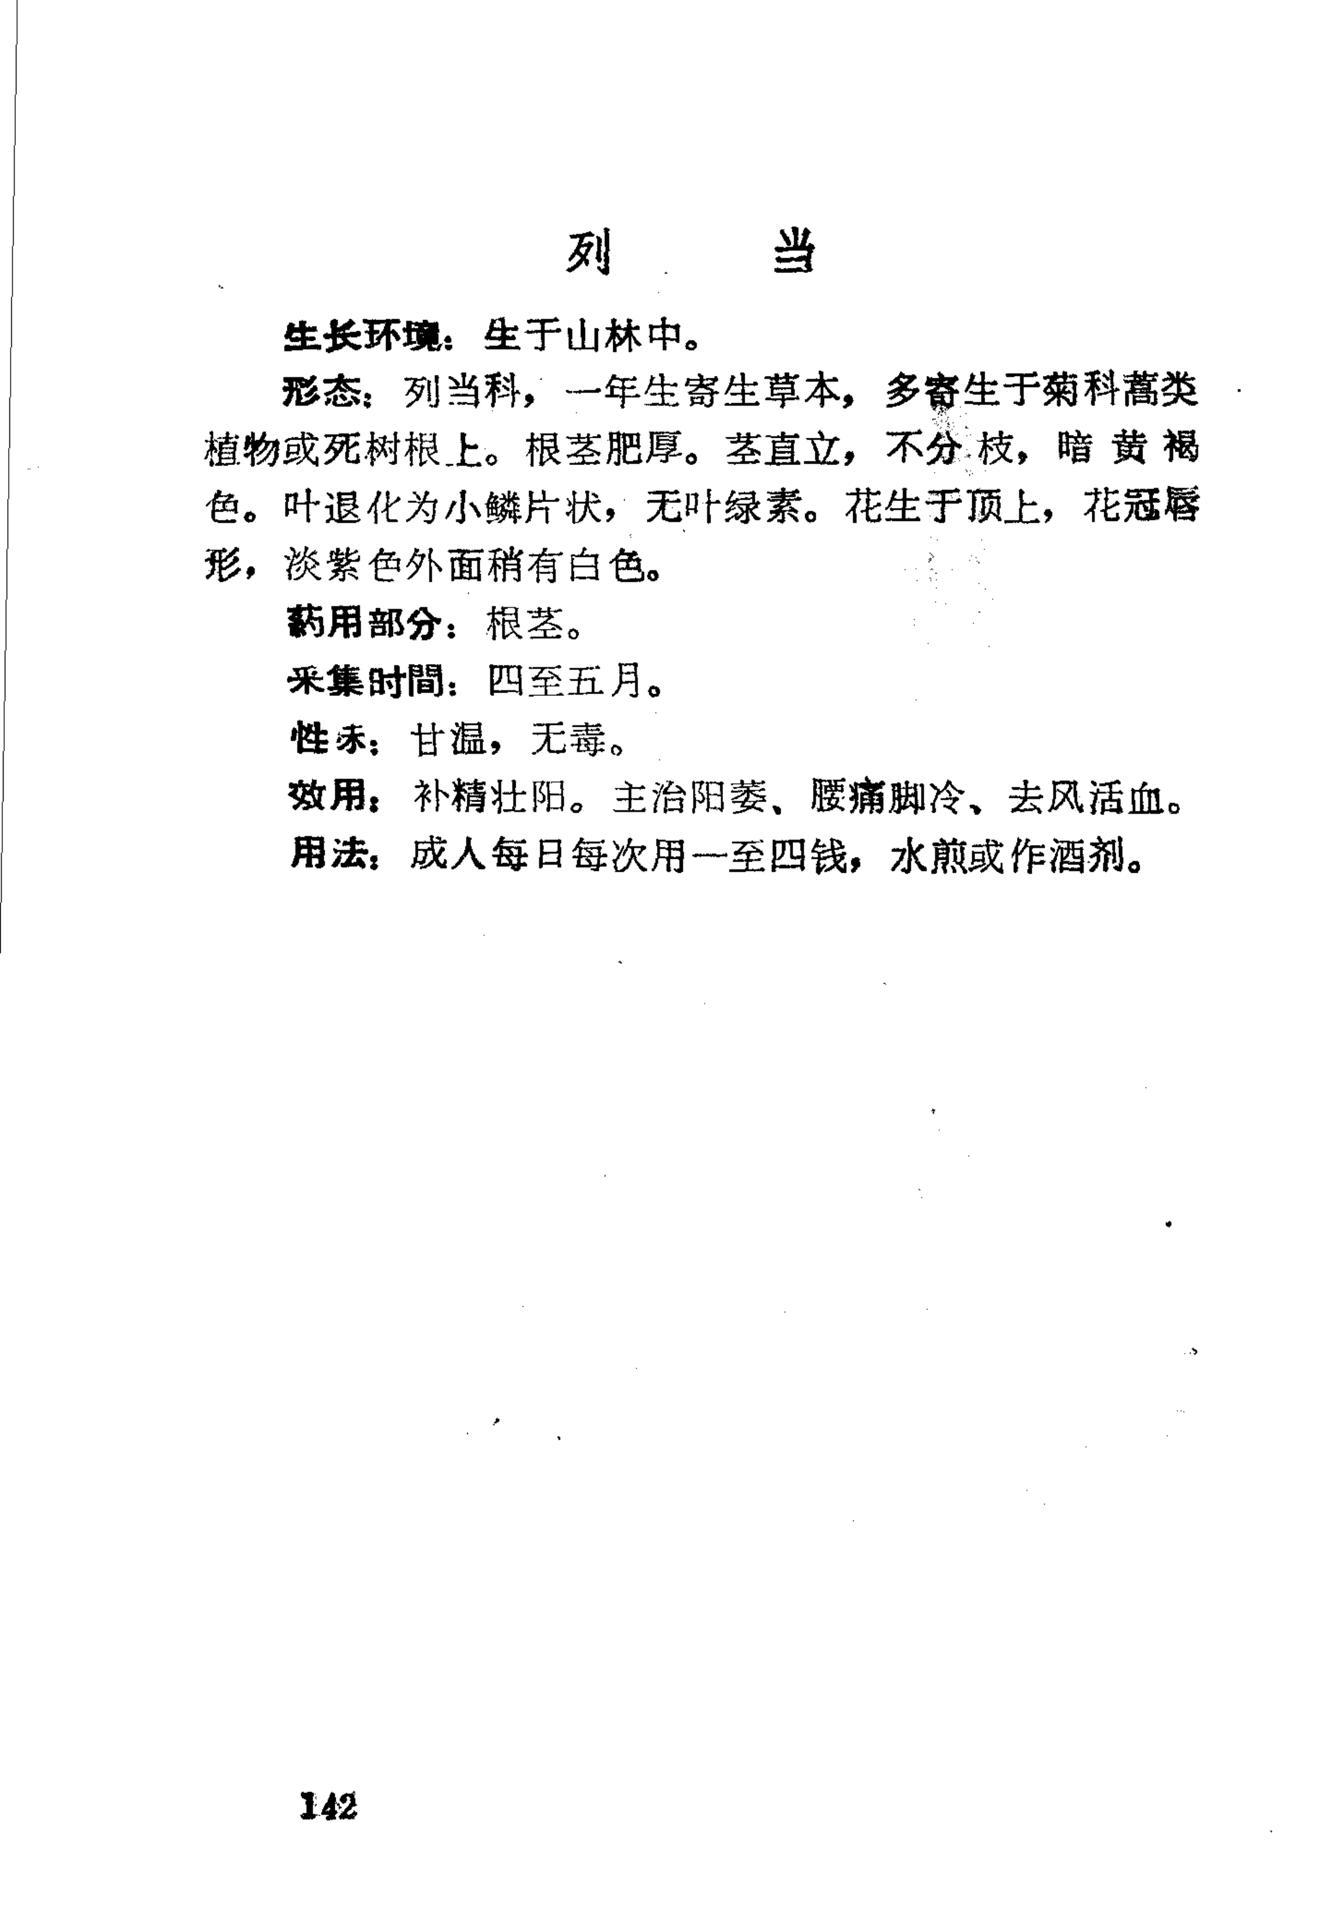 列 当
生长环境：生于山林中。
形态：列当科，一年生寄生草本，多寄生于菊科蒿类
植物或死树根上。根茎肥厚。茎直立，不分枝，暗黄褐
色。叶退化为小鳞片状，无叶绿素。花生于顶上，花冠唇
形，淡紫色外面稍有白色。
药用部分：根茎。
采集时間：四至五月。
性味：甘温，无毒。
效用：补精壮阳。主治阳萎、腰痛脚冷、去风活血。
用法：成人每日每次用一至四钱，水煎或作酒剂。
142